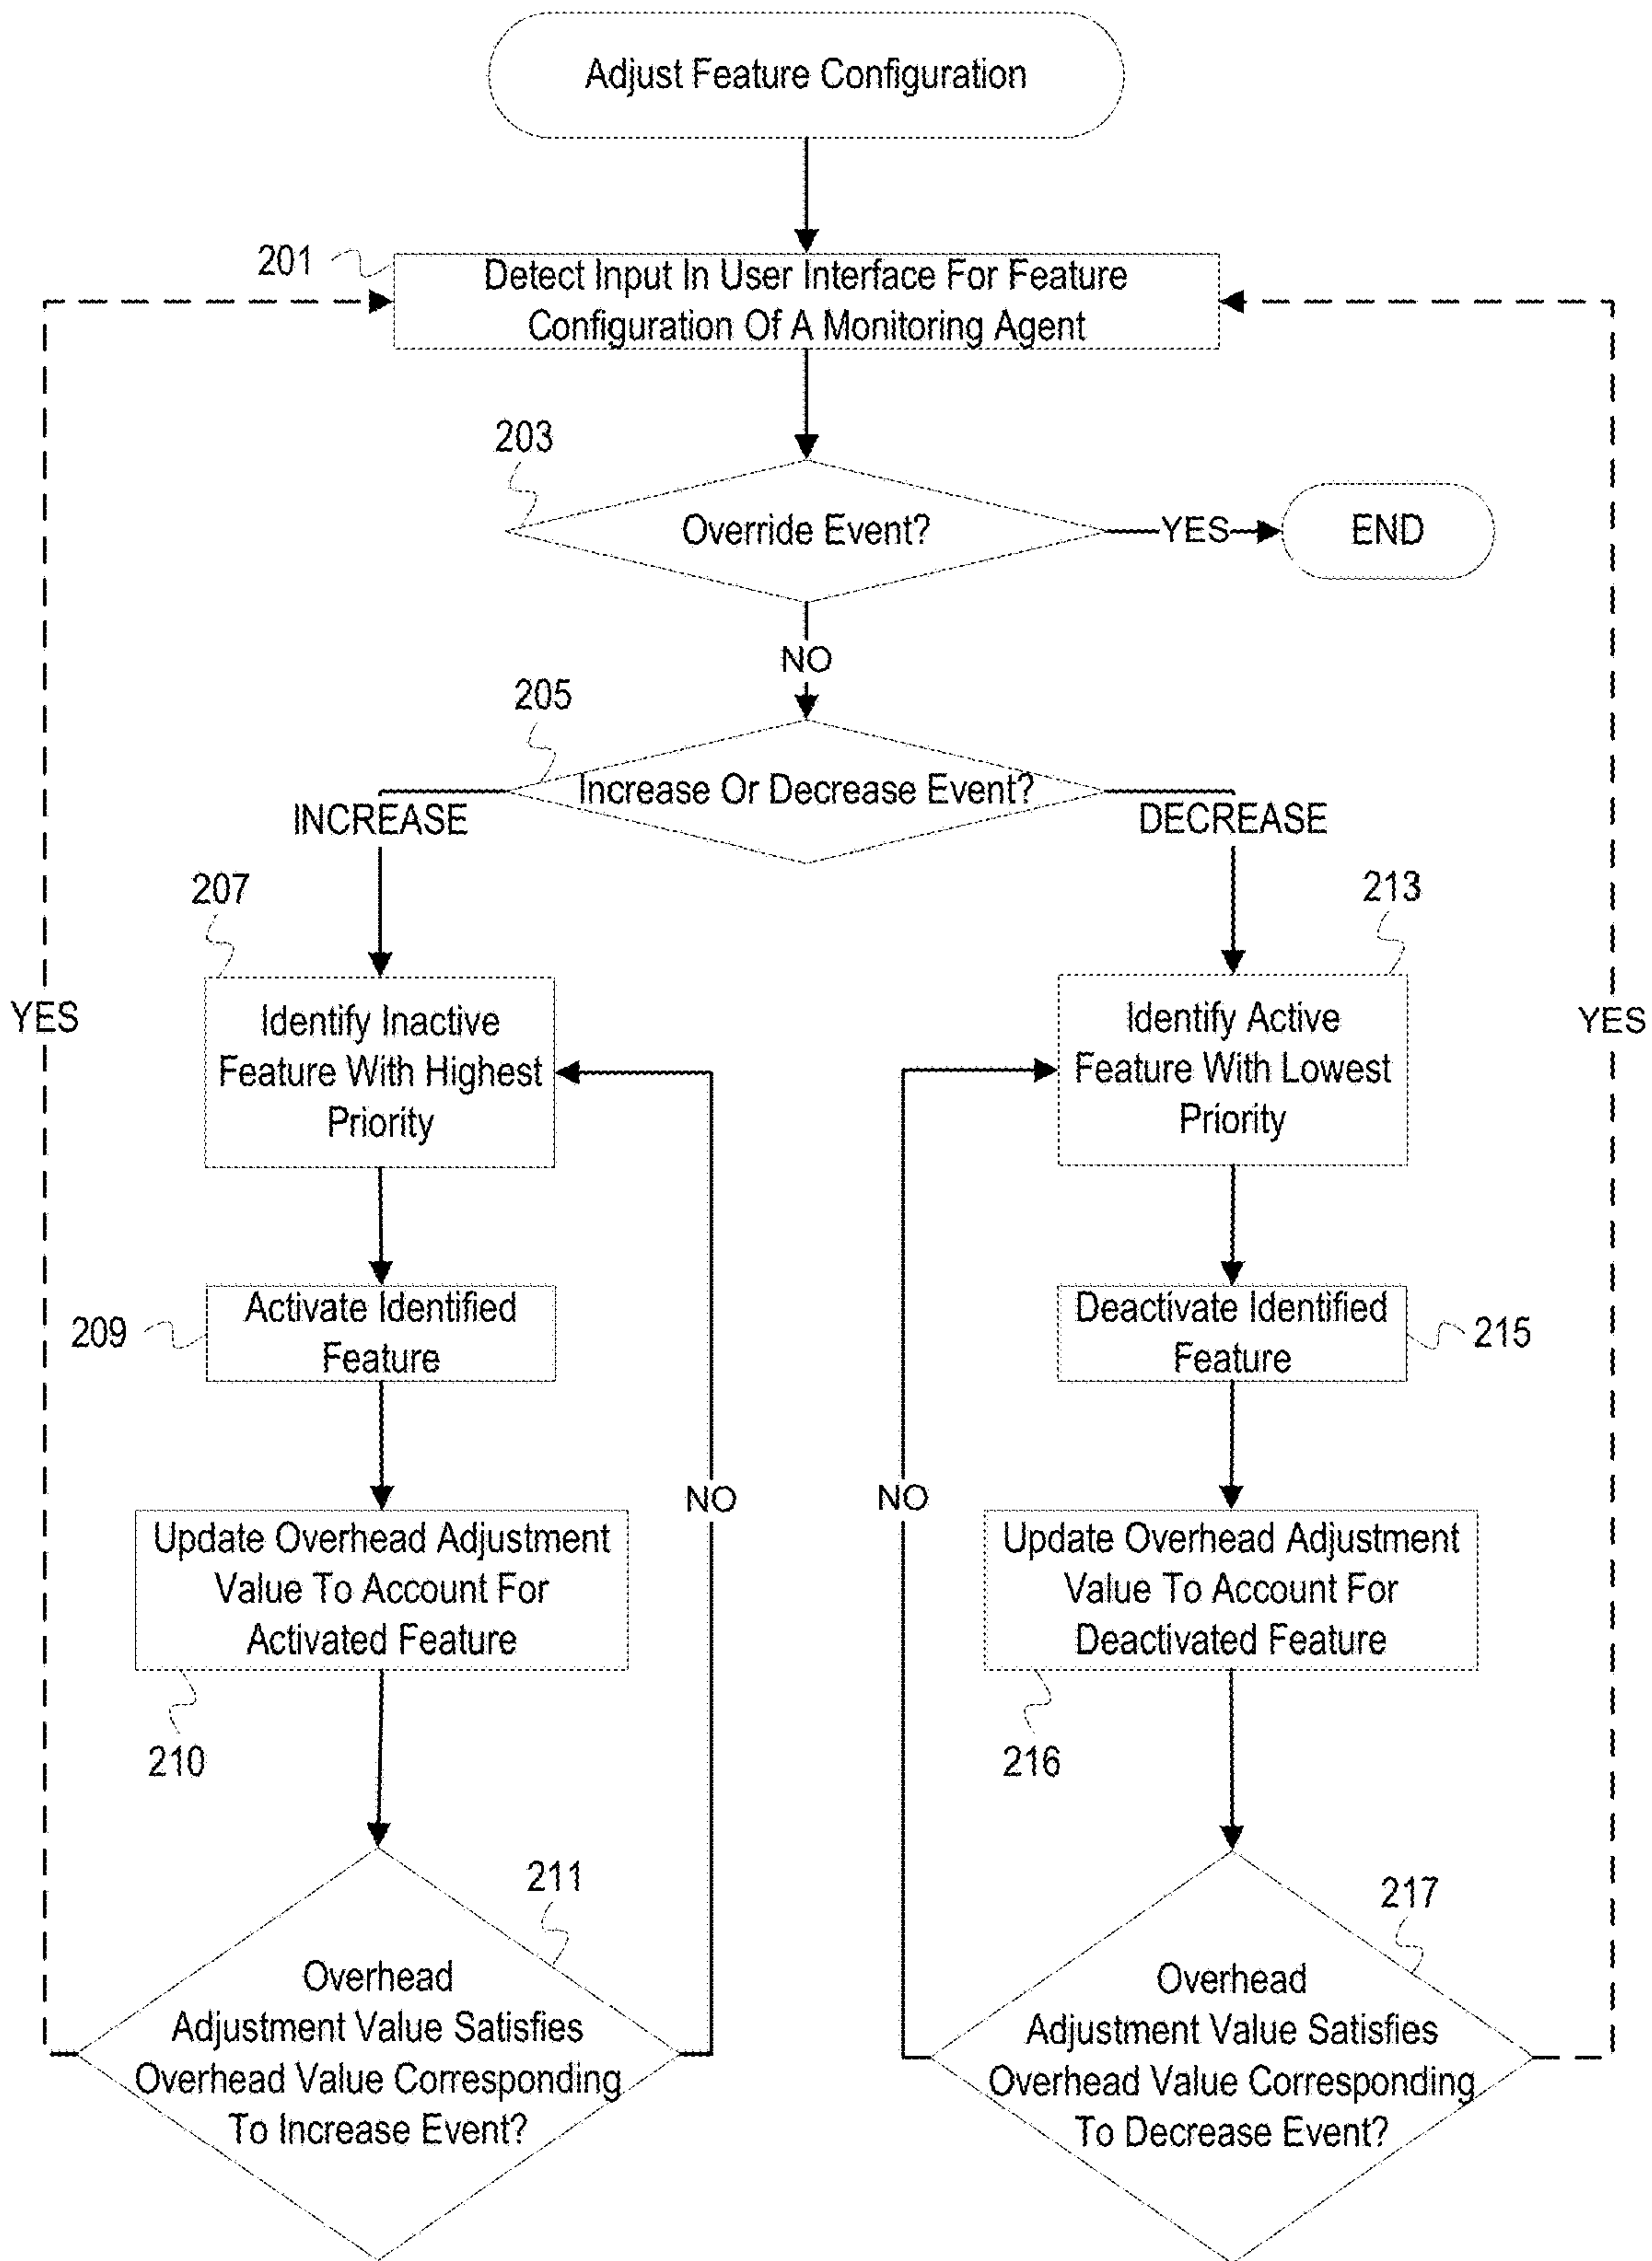 Adjust Feature Configuration
201
Detect Input In User Interface For Feature
Configuration Of A Monitoring Agent
203
Override Event?
YES
END
NO
205
Increase Or Decrease Event?
INCREASE
DECREASE
207
213
YES
Identify Inactive
Feature With Highest
Priority
Identify Active
Feature With Lowest
Priority
YES
209
Activate Identified
Feature
Deactivate Identified
Feature
215
NO
NO
Update Overhead Adjustment
Value To Account For
Activated Feature
Update Overhead Adjustment
Value To Account For
Deactivated Feature
210
216
211
217
Overhead
Adjustment Value Satisfies
Overhead Value Corresponding
To Increase Event?
Overhead
Adjustment Value Satisfies
Overhead Value Corresponding
To Decrease Event?